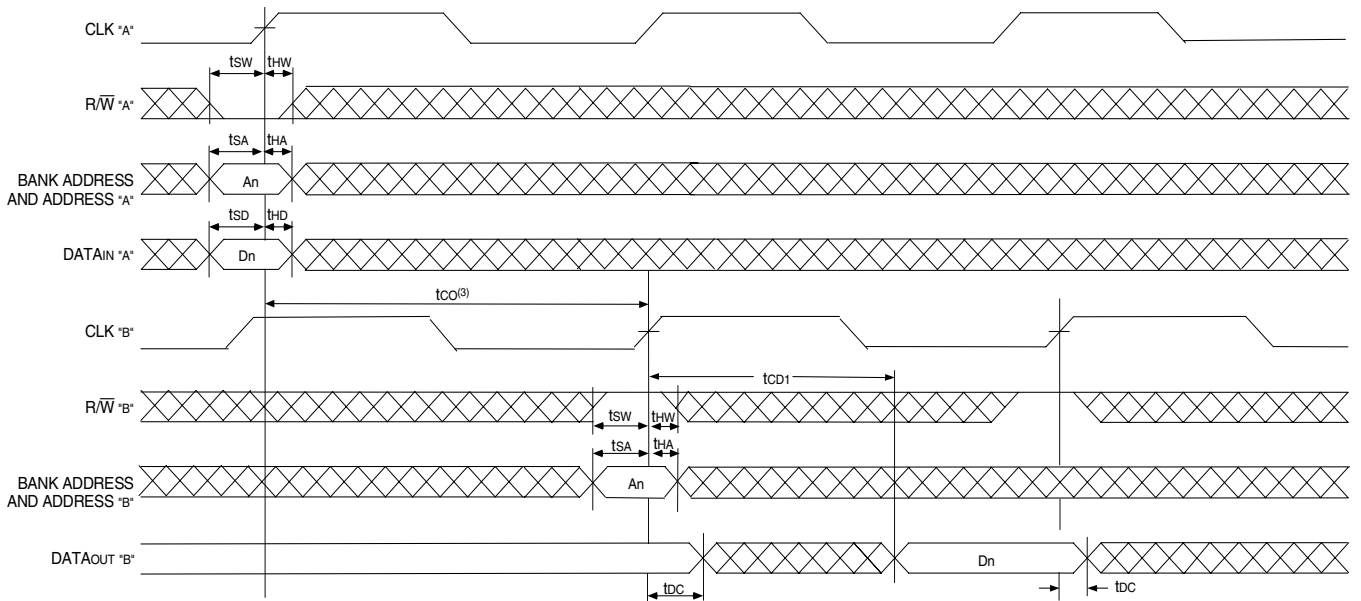 CLK "A"
tSW tHW
R/W̅ "A"
tSA tHA
BANK ADDRESS
AND ADDRESS "A"
An
tSD tHD
DATAIN "A"
Dn
tCO(3)
CLK "B"
tCD1
R/W̅ "B"
tSW tHW
tSA tHA
BANK ADDRESS
AND ADDRESS "B"
An
DATAOUT "B"
Dn
tDC tDC